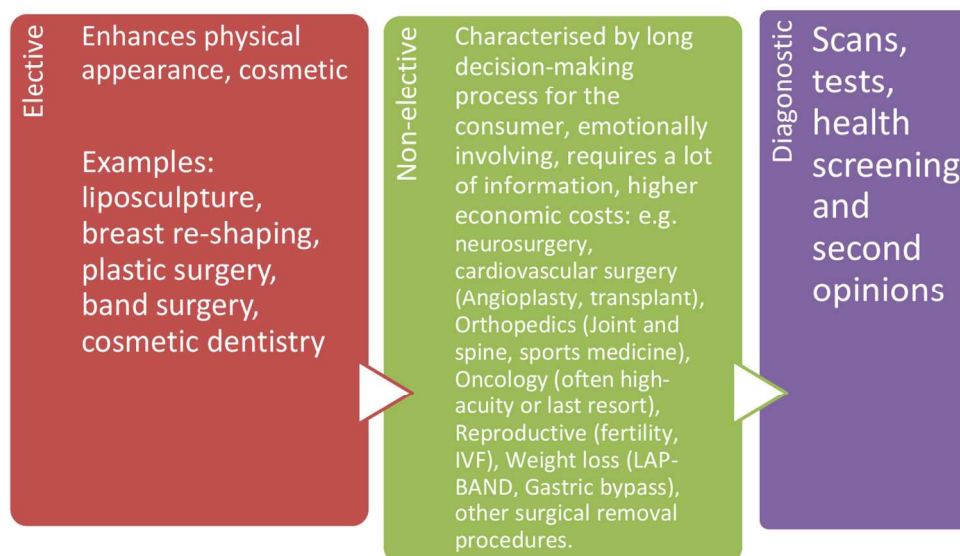 Elective
Enhances physical
appearance, cosmetic
Examples:
liposculpture,
breast re-shaping,
plastic surgery,
band surgery,
cosmetic dentistry
Non-elective
Characterised by long
decision-making
process for the
consumer, emotionally
involving, requires a lot
of information, higher
economic costs: e.g.
neurosurgery,
cardiovascular surgery
(Angioplasty, transplant),
Orthopedics (Joint and
spine, sports medicine),
Oncology (often high-
acuity or last resort),
Reproductive (fertility,
IVF), Weight loss (LAP-
BAND, Gastric bypass),
other surgical removal
procedures.
Diagonostic
Scans,
tests,
health
screening
and
second
opinions